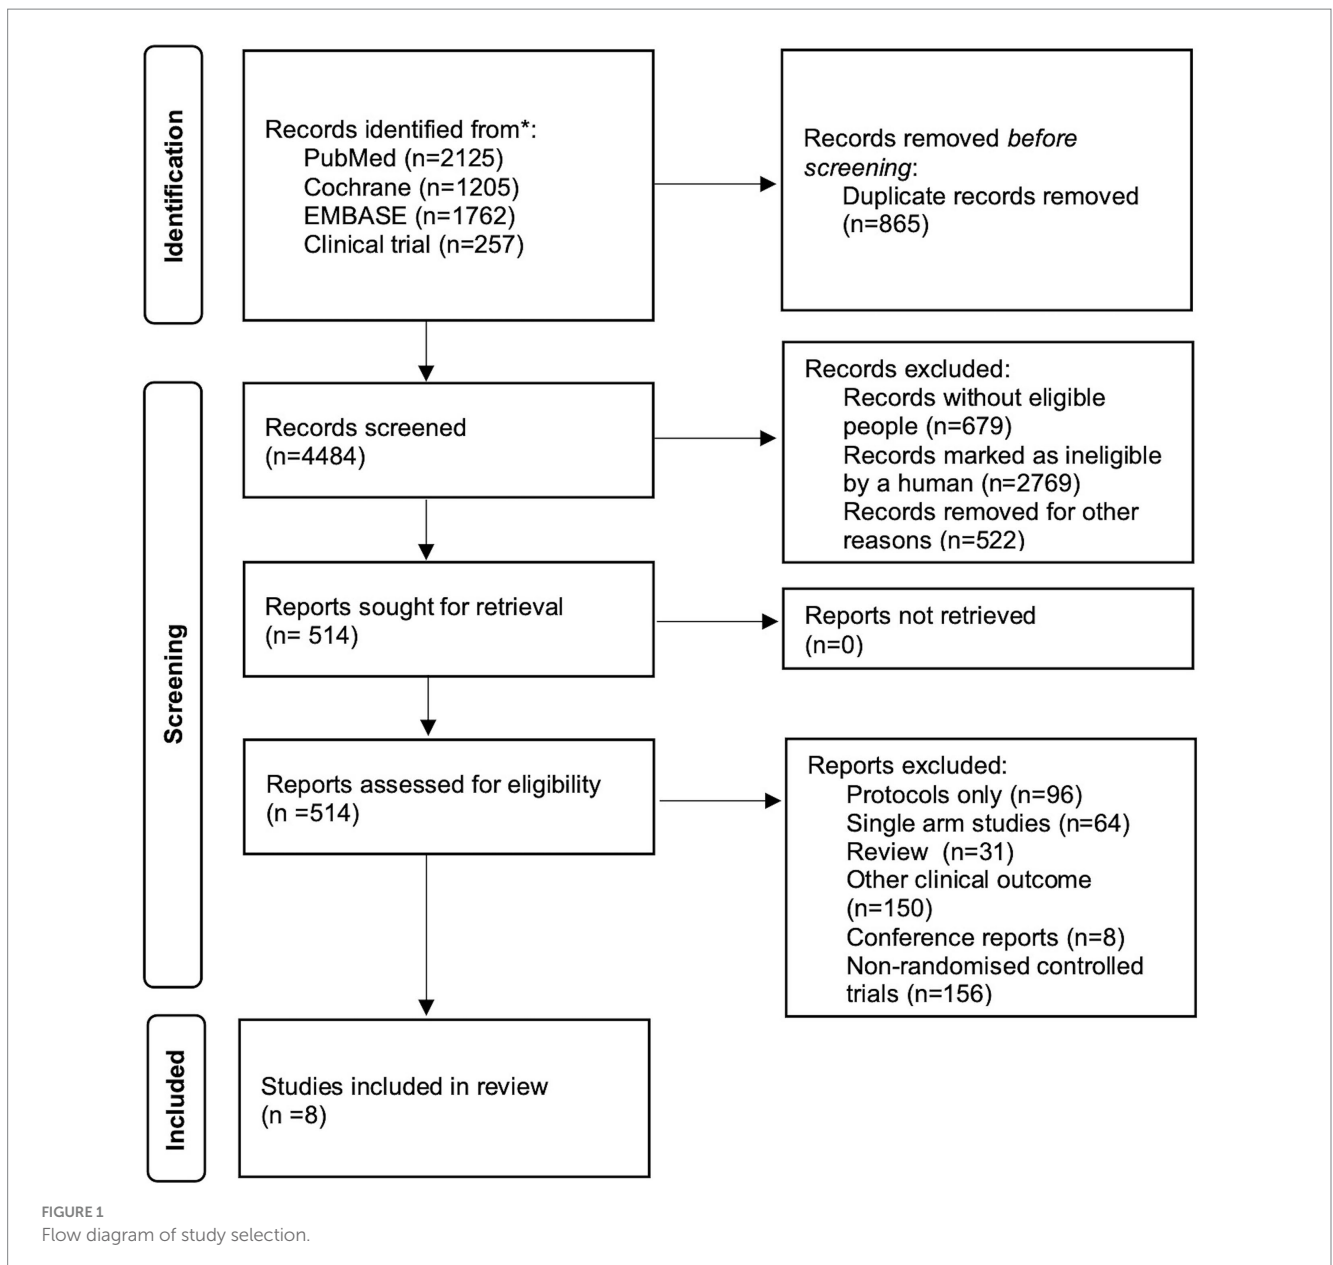 Identification
Records identified from*:
PubMed (n=2125)
Cochrane (n=1205)
EMBASE (n=1762)
Clinical trial (n=257)
Records removed before
screening:
Duplicate records removed
(n=865)
Screening
Records screened
(n=4484)
Records excluded:
Records without eligible
people (n=679)
Records marked as ineligible
by a human (n=2769)
Records removed for other
reasons (n=522)
Reports sought for retrieval
(n= 514)
Reports not retrieved
(n=0)
Reports assessed for eligibility
(n =514)
Reports excluded:
Protocols only (n=96)
Single arm studies (n=64)
Review (n=31)
Other clinical outcome
(n=150)
Conference reports (n=8)
Non-randomised controlled
trials (n=156)
Included
Studies included in review
(n =8)
FIGURE 1
Flow diagram of study selection.